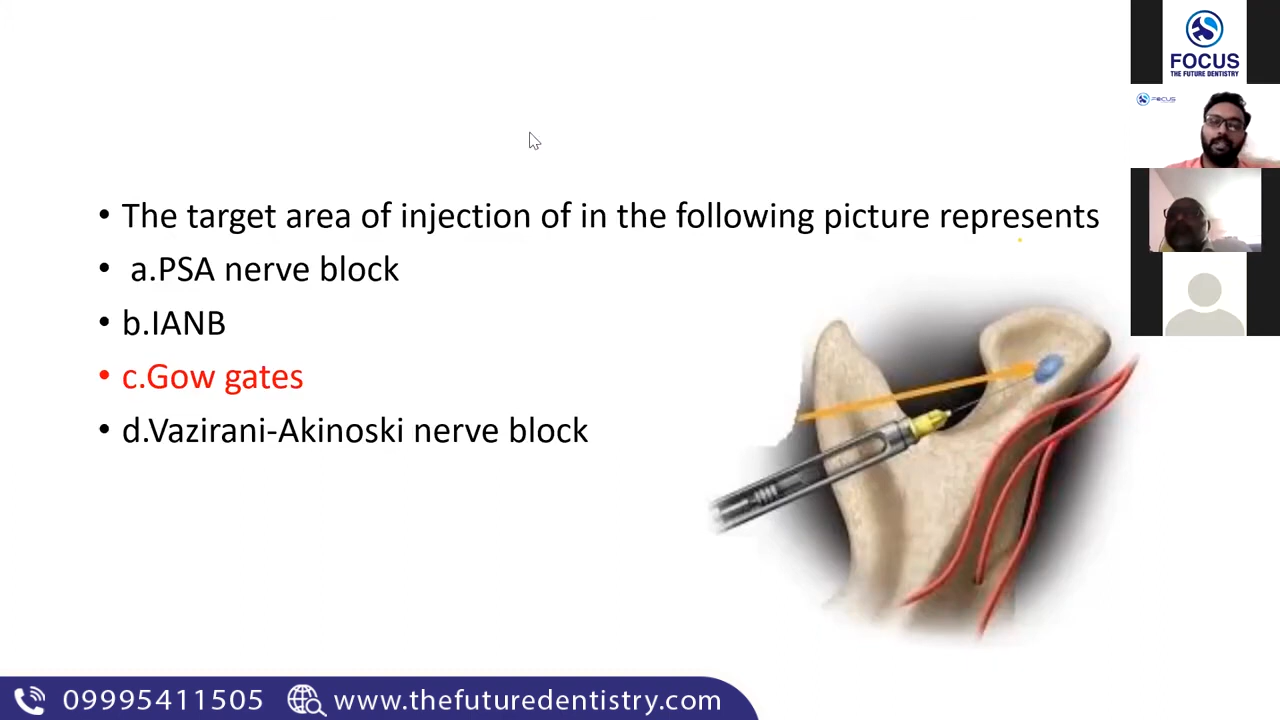 • The target area of injection of in the following picture represents
• a.PSA nerve block
• b.IANB
• c.Gow gates
• d.Vazirani-Akinoski nerve block
FOCUS
THE FUTURE DENTISTRY
FOCUS
09995411505 www.thefuturedentistry.com